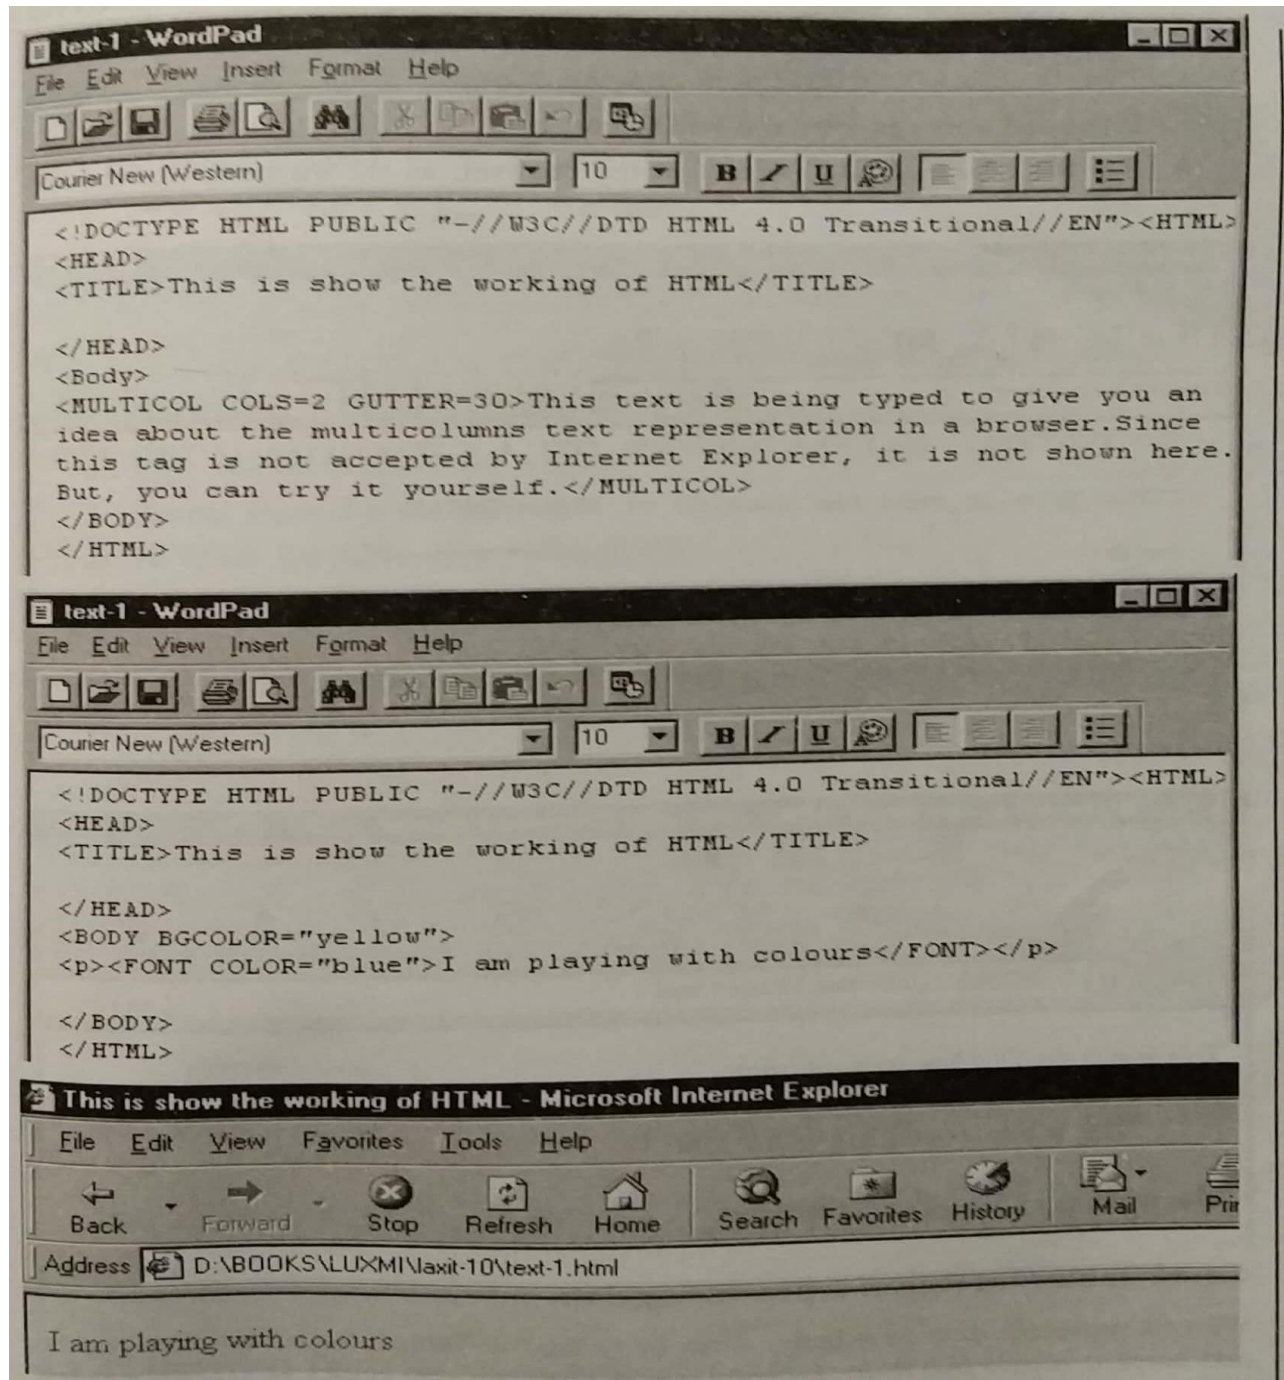 text-1 - WordPad
File Edit View Insert Format Help
Courier New (Western) 10 B I U
<!DOCTYPE HTML PUBLIC "-//W3C//DTD HTML 4.0 Transitional//EN"><HTML>
<HEAD>
<TITLE>This is show the working of HTML</TITLE>
</HEAD>
<Body>
<MULTICOL COLS=2 GUTTER=30>This text is being typed to give you an
idea about the multicolumns text representation in a browser.Since
this tag is not accepted by Internet Explorer, it is not shown here.
But, you can try it yourself.</MULTICOL>
</BODY>
</HTML>
text-1 - WordPad
File Edit View Insert Format Help
Courier New (Western) 10 B I U
<!DOCTYPE HTML PUBLIC "-//W3C//DTD HTML 4.0 Transitional//EN"><HTML>
<HEAD>
<TITLE>This is show the working of HTML</TITLE>
</HEAD>
<BODY BGCOLOR="yellow">
<p><FONT COLOR="blue">I am playing with colours</FONT></p>
</BODY>
</HTML>
This is show the working of HTML - Microsoft Internet Explorer
File Edit View Favorites Tools Help
Back Forward Stop Refresh Home Search Favorites History Mail
Address D:\BOOKS\LUXMI\laxit-10\text-1.html
I am playing with colours